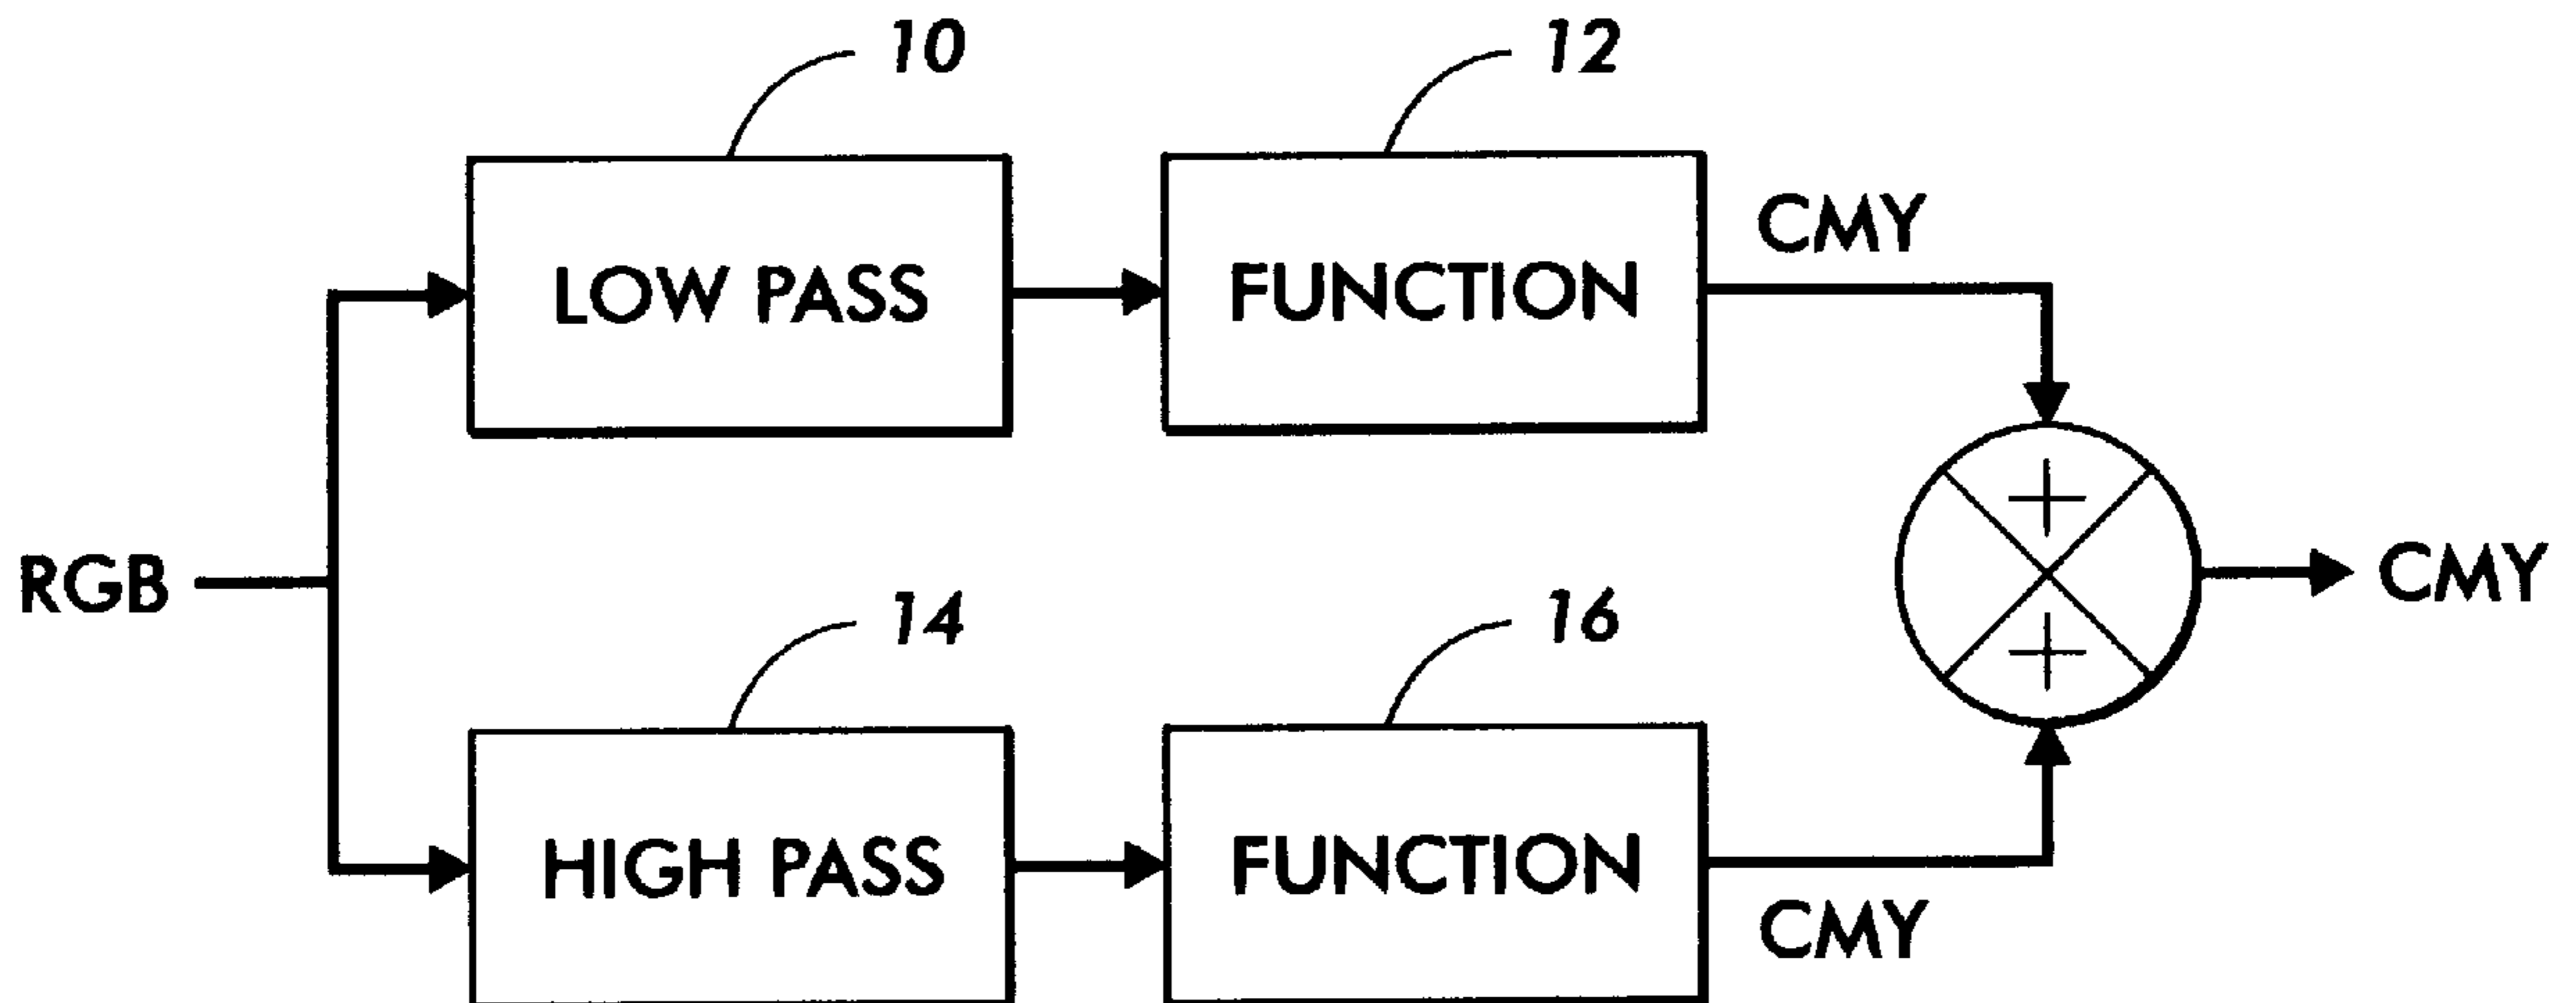 10
12
LOW PASS
FUNCTION
CMY
RGB
+
+
CMY
14
16
HIGH PASS
FUNCTION
CMY